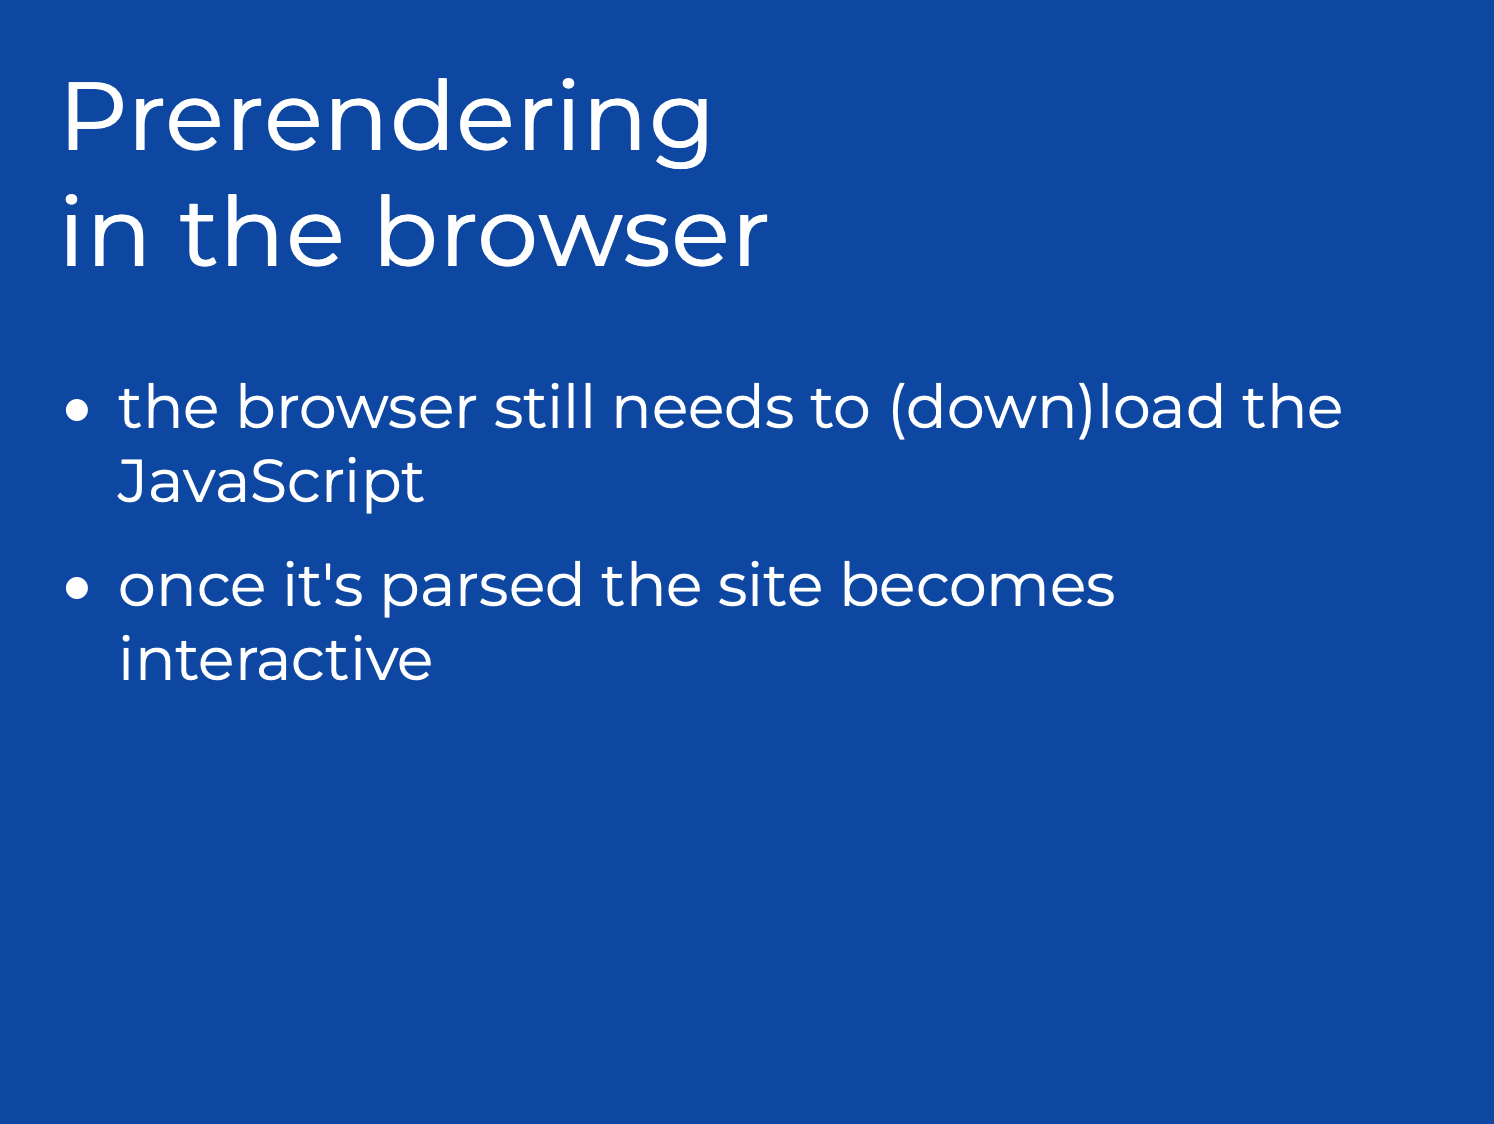 Prerendering
in the browser
• the browser still needs to (down)load the
JavaScript
• once it's parsed the site becomes
interactive